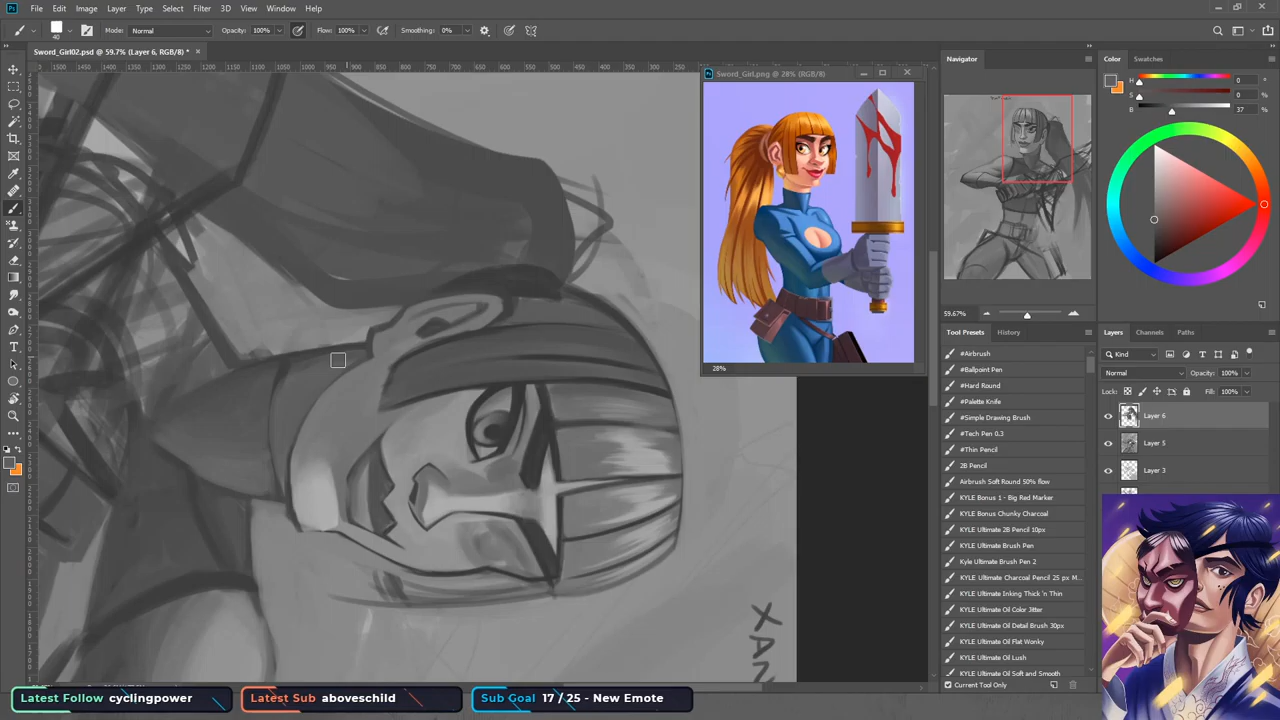 File Edit Image Layer Type Select Filter 3D View Window Help
40 Mode: Normal Opacity: 100% Flow: 100% Smoothing: 0%
Sword_Girl02.psd @ 59.7% (Layer 6, RGB/8) *
Sword_Girl.png @ 28% (RGB/8)
28%
XAN
Navigator
59.67%
Color Swatches
H 0 °
S 0 %
B 37 %
Tool Presets History
#Airbrush
#Ballpoint Pen
#Hard Round
#Palette Knife
#Simple Drawing Brush
#Tech Pen 0.3
#Thin Pencil
2B Pencil
Airbrush Soft Round 50% flow
KYLE Bonus 1 - Big Red Marker
KYLE Bonus Chunky Charcoal
KYLE Ultimate 2B Pencil 10px
KYLE Ultimate Brush Pen
Kyle Ultimate Brush Pen 2
KYLE Ultimate Charcoal Pencil 25 px M...
KYLE Ultimate Inking Thick 'n Thin
KYLE Ultimate Oil Color Jitter
KYLE Ultimate Oil Detail Brush 30px
KYLE Ultimate Oil Flat Wonky
KYLE Ultimate Oil Lush
KYLE Ultimate Oil Soft and Smooth
Current Tool Only
Layers Channels Paths
Kind
Normal Opacity: 100%
Lock: Fill: 100%
Layer 6
Layer 5
Layer 3
Latest Follow cyclingpower
Latest Sub aboveschild
Sub Goal 17 / 25 - New Emote